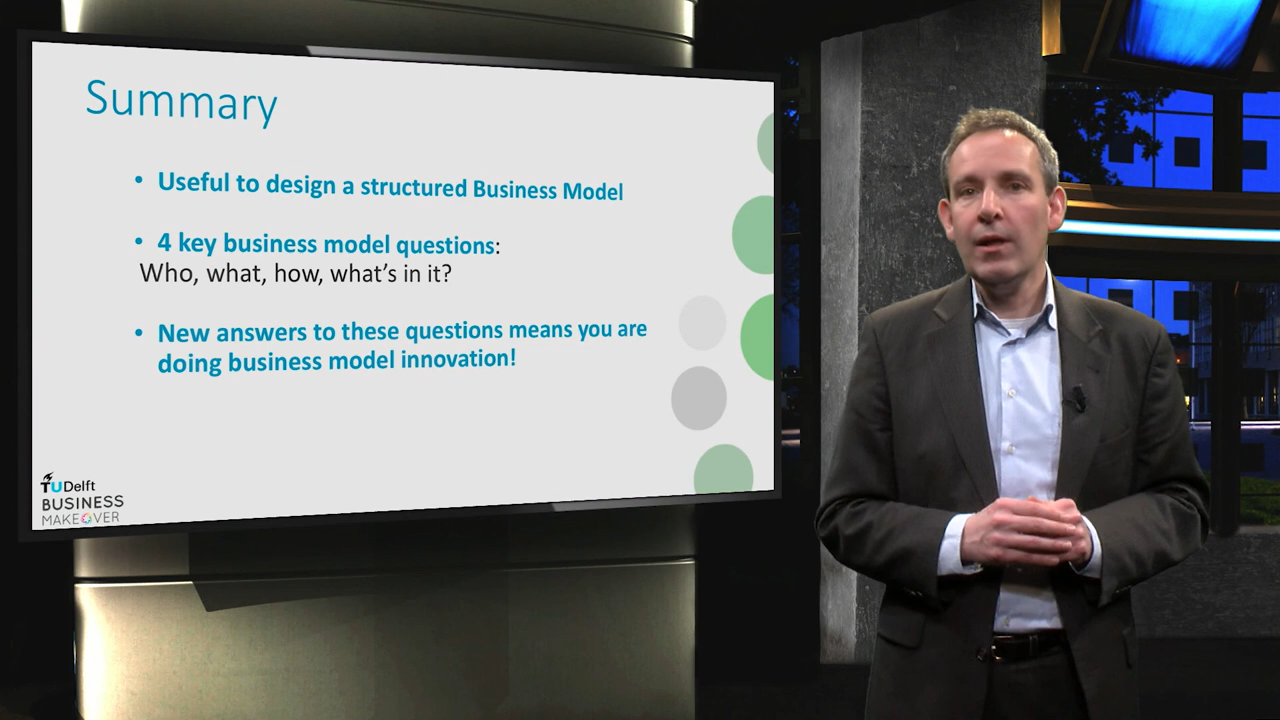 Summary
• Useful to design a structured Business Model
• 4 key business model questions:
Who, what, how, what’s in it?
• New answers to these questions means you are
doing business model innovation!
TUDelft
BUSINESS
MAKEOVER